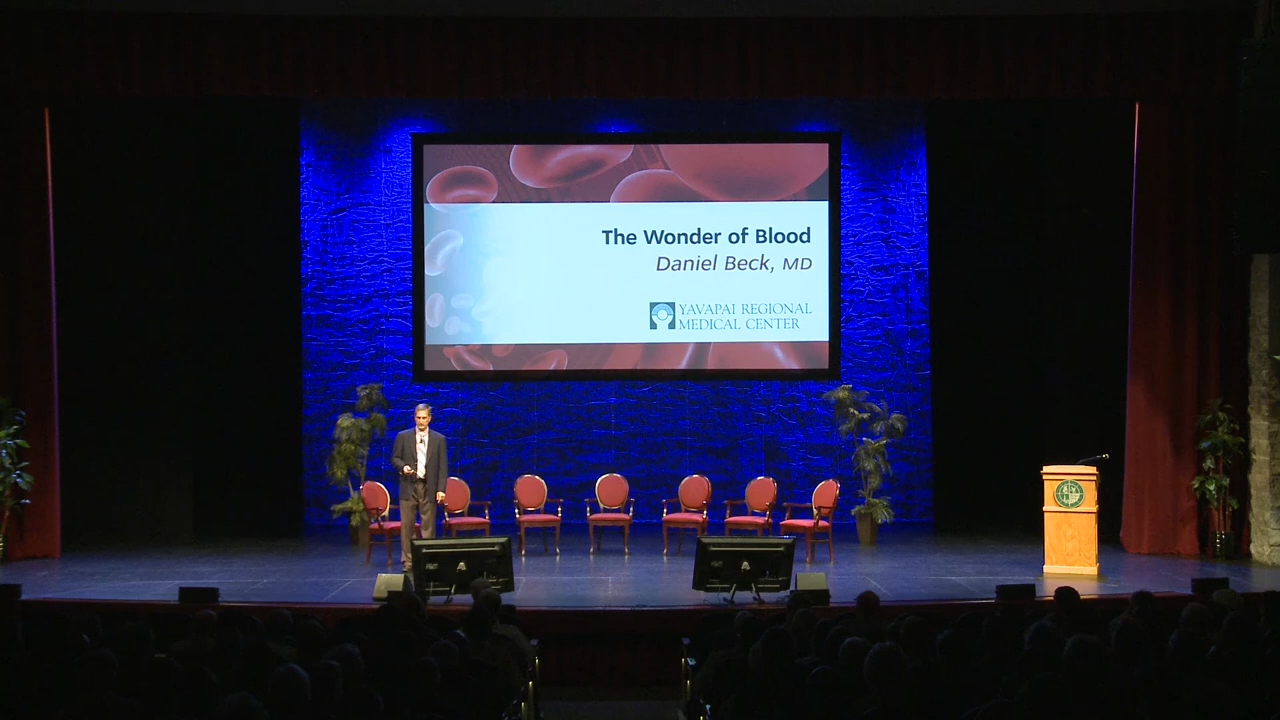 The Wonder of Blood
Daniel Beck, MD
YAVAPAI REGIONAL
MEDICAL CENTER